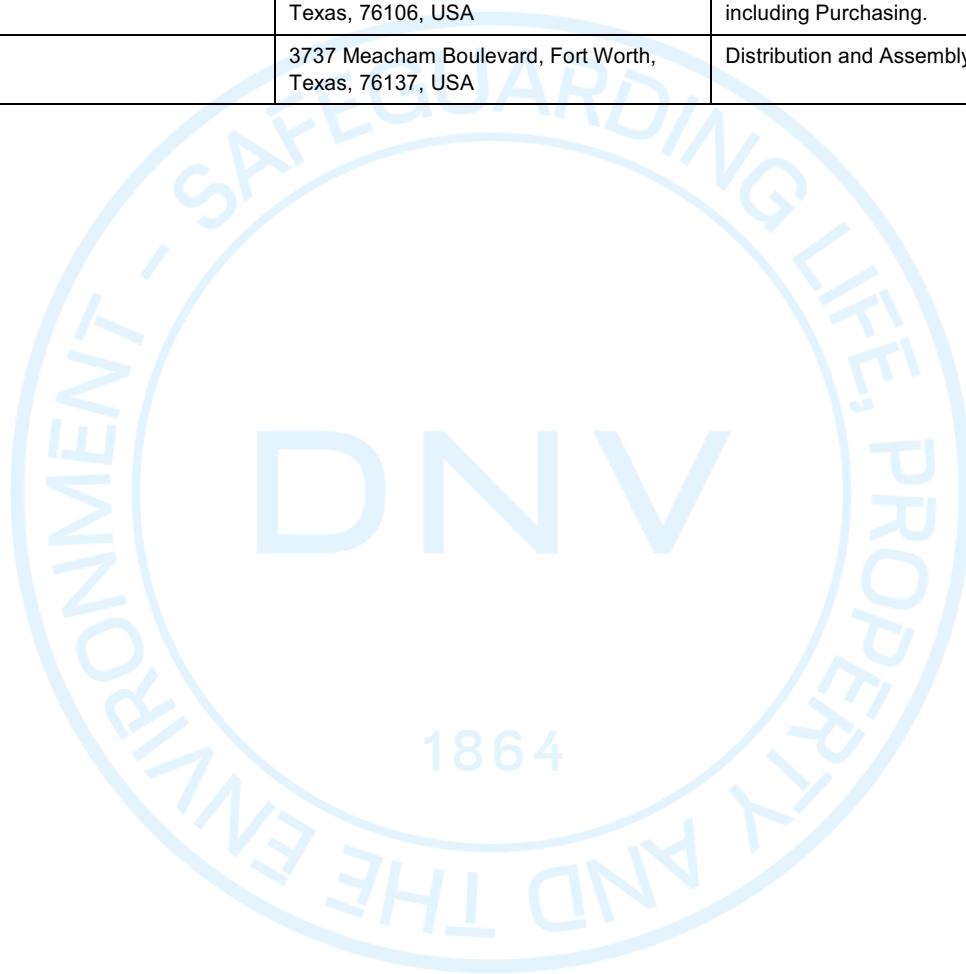 Texas, 76106, USA
including Purchasing.
3737 Meacham Boulevard, Fort Worth,
Texas, 76137, USA
Distribution and Assembly
SAFEGUARDING LIFE, PROPERTY AND THE ENVIRONMENT -
DNV
1864